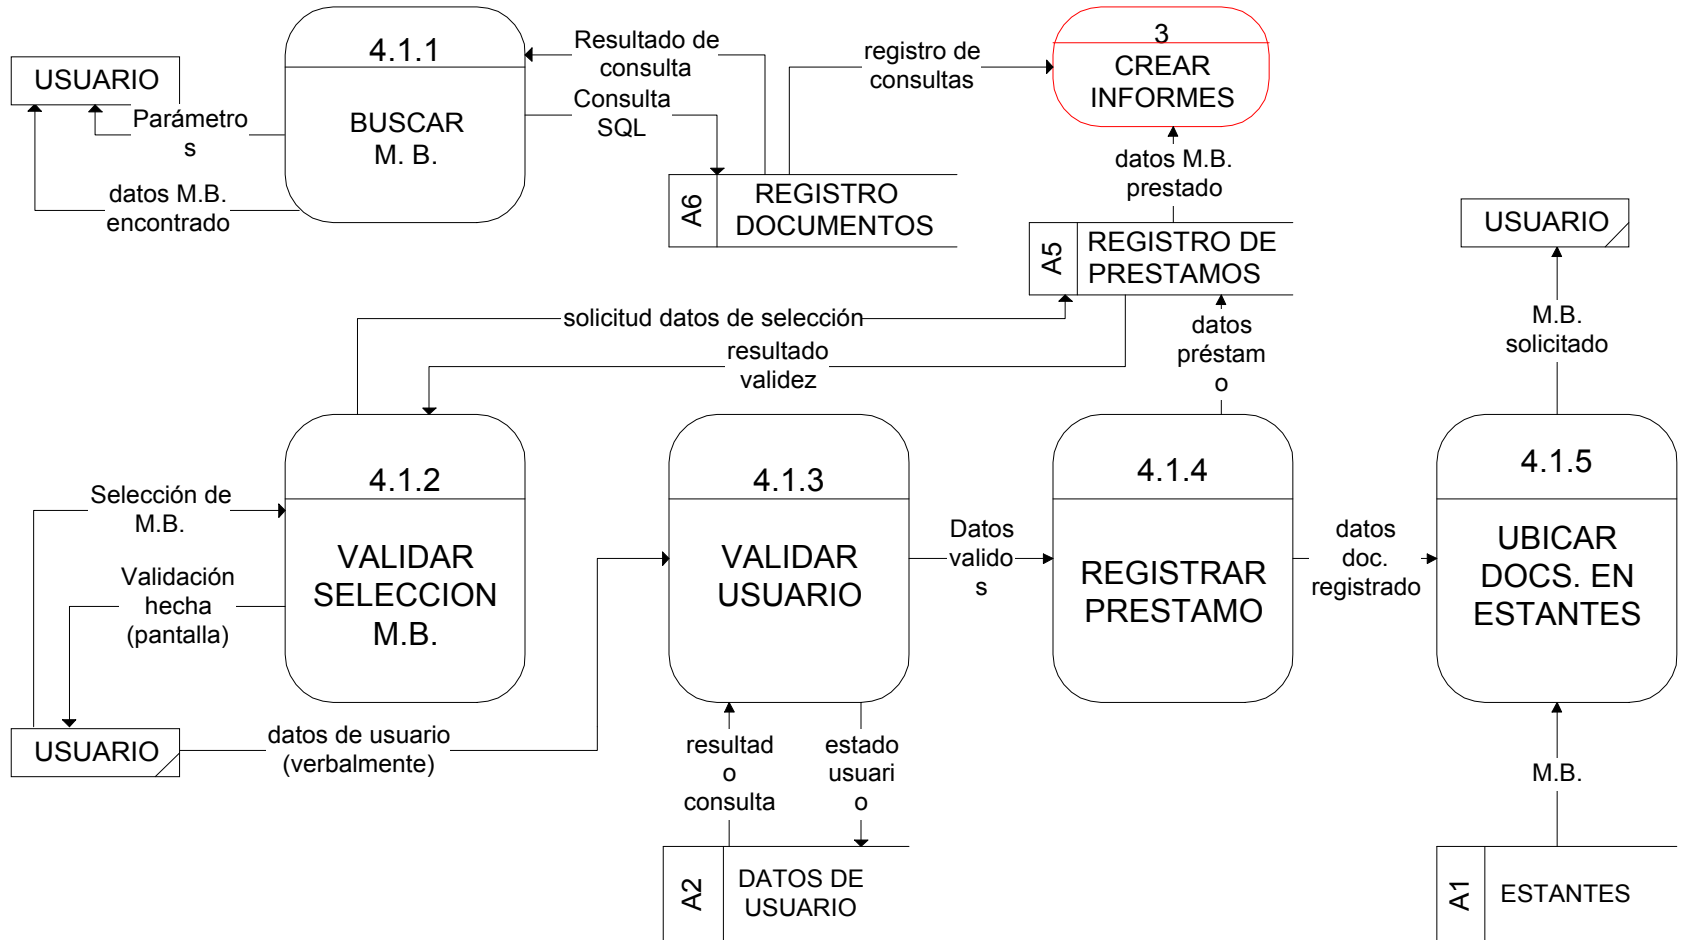 4.1.1
BUSCAR
M. B.
USUARIO
Parámetro
s
datos M.B.
encontrado
Resultado de
consulta
Consulta
SQL
registro de
consultas
3
CREAR
INFORMES
datos M.B.
prestado
A6
REGISTRO
DOCUMENTOS
A5
REGISTRO DE
PRESTAMOS
USUARIO
solicitud datos de selección
resultado
validez
datos
préstam
o
M.B.
solicitado
Selección de
M.B.
Validación
hecha
(pantalla)
4.1.2
VALIDAR
SELECCION
M.B.
4.1.3
VALIDAR
USUARIO
Datos
valido
s
4.1.4
REGISTRAR
PRESTAMO
datos
doc.
registrado
4.1.5
UBICAR
DOCS. EN
ESTANTES
USUARIO
datos de usuario
(verbalmente)
resultad
o
consulta
estado
usuari
o
M.B.
A2
DATOS DE
USUARIO
A1
ESTANTES